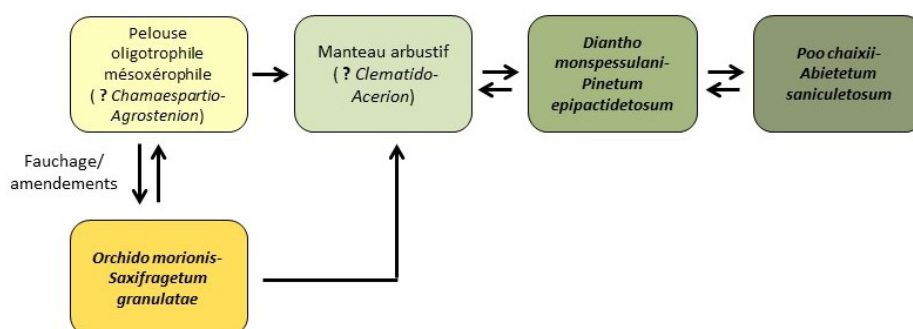 Pelouse
oligotrophile
mésoxérophile
( ? Chamaespartio-
Agrostenion)
Manteau arbustif
( ? Clematido-
Acerion)
Diantho
monspessulani-
Pinetum
epipactidetosum
Poo chaixii-
Abietetum
saniculetosum
Fauchage/
amendements
Orchido morionis-
Saxifragetum
granulatae